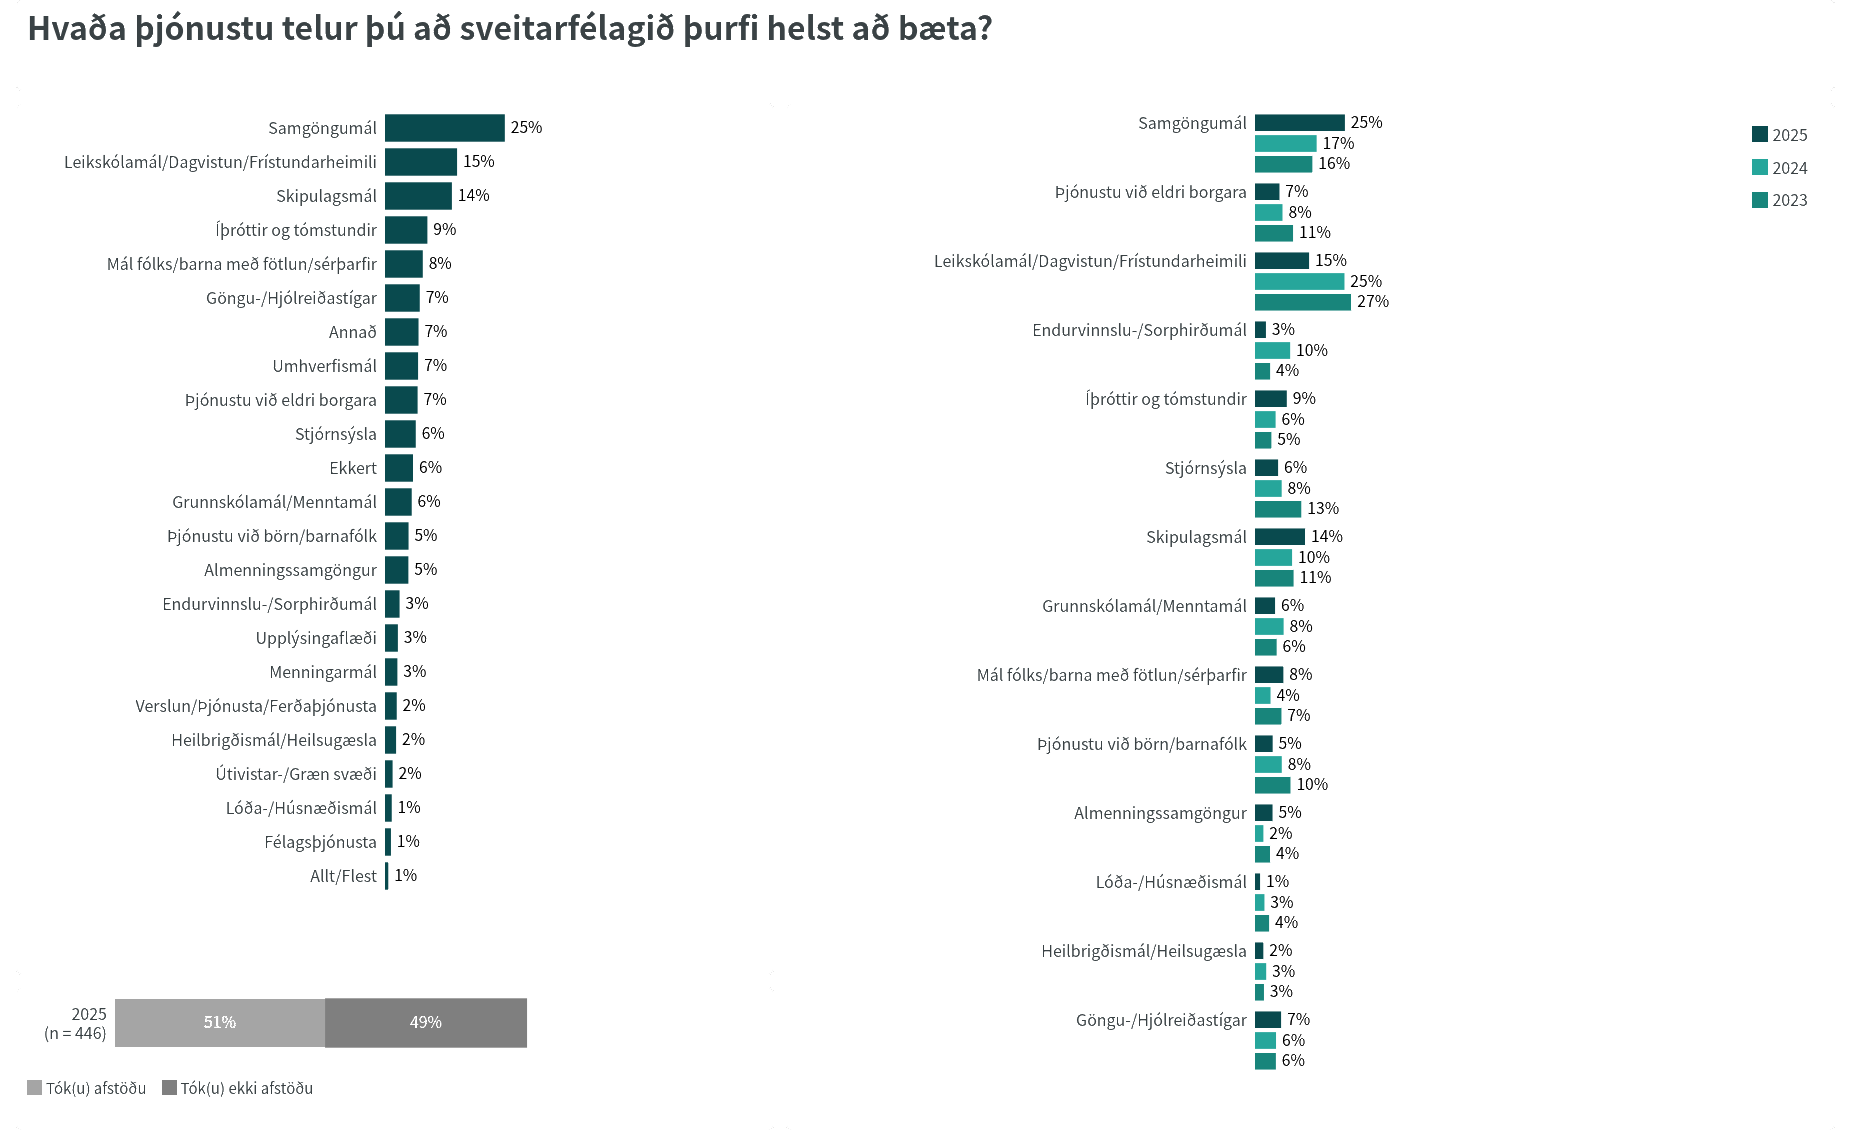 Hvaða þjónustu telur þú að sveitarfélagið þurfi helst að bæta?
Samgöngumál 25%
Leikskólamál/Dagvistun/Frístundarheimili 15%
Skipulagsmál 14%
Íþróttir og tómstundir 9%
Mál fólks/barna með fötlun/sérþarfir 8%
Göngu-/Hjólreiðastígar 7%
Annað 7%
Umhverfismál 7%
Þjónustu við eldri borgara 7%
Stjórnsýsla 6%
Ekkert 6%
Grunnskólamál/Menntamál 6%
Þjónustu við börn/barnafólk 5%
Almenningssamgöngur 5%
Endurvinnslu-/Sorphirðumál 3%
Upplýsingaflæði 3%
Menningarmál 3%
Verslun/Þjónusta/Ferðaþjónusta 2%
Heilbrigðismál/Heilsugæsla 2%
Útivistar-/Græn svæði 2%
Lóða-/Húsnæðismál 1%
Félagsþjónusta 1%
Allt/Flest 1%
2025
(n = 446)
51% 49%
Tók(u) afstöðu Tók(u) ekki afstöðu
Samgöngumál 25%
17%
16%
Þjónustu við eldri borgara 7%
8%
11%
Leikskólamál/Dagvistun/Frístundarheimili 15%
25%
27%
Endurvinnslu-/Sorphirðumál 3%
10%
4%
Íþróttir og tómstundir 9%
6%
5%
Stjórnsýsla 6%
8%
13%
Skipulagsmál 14%
10%
11%
Grunnskólamál/Menntamál 6%
8%
6%
Mál fólks/barna með fötlun/sérþarfir 8%
4%
7%
Þjónustu við börn/barnafólk 5%
8%
10%
Almenningssamgöngur 5%
2%
4%
Lóða-/Húsnæðismál 1%
3%
4%
Heilbrigðismál/Heilsugæsla 2%
3%
3%
Göngu-/Hjólreiðastígar 7%
6%
6%
2025
2024
2023